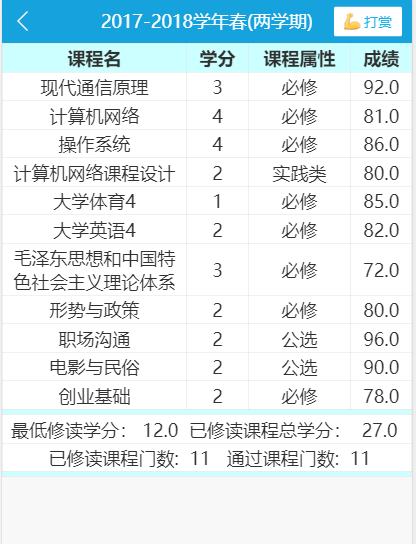 2017-2018学年春(两学期) 打赏
课程名 学分 课程属性 成绩
现代通信原理 3 必修 92.0
计算机网络 4 必修 81.0
操作系统 4 必修 86.0
计算机网络课程设计 2 实践类 80.0
大学体育4 1 必修 85.0
大学英语4 2 必修 82.0
毛泽东思想和中国特
色社会主义理论体系 3 必修 72.0
形势与政策 2 必修 80.0
职场沟通 2 公选 96.0
电影与民俗 2 公选 90.0
创业基础 2 必修 78.0
最低修读学分： 12.0 已修读课程总学分： 27.0
已修读课程门数: 11 通过课程门数: 11